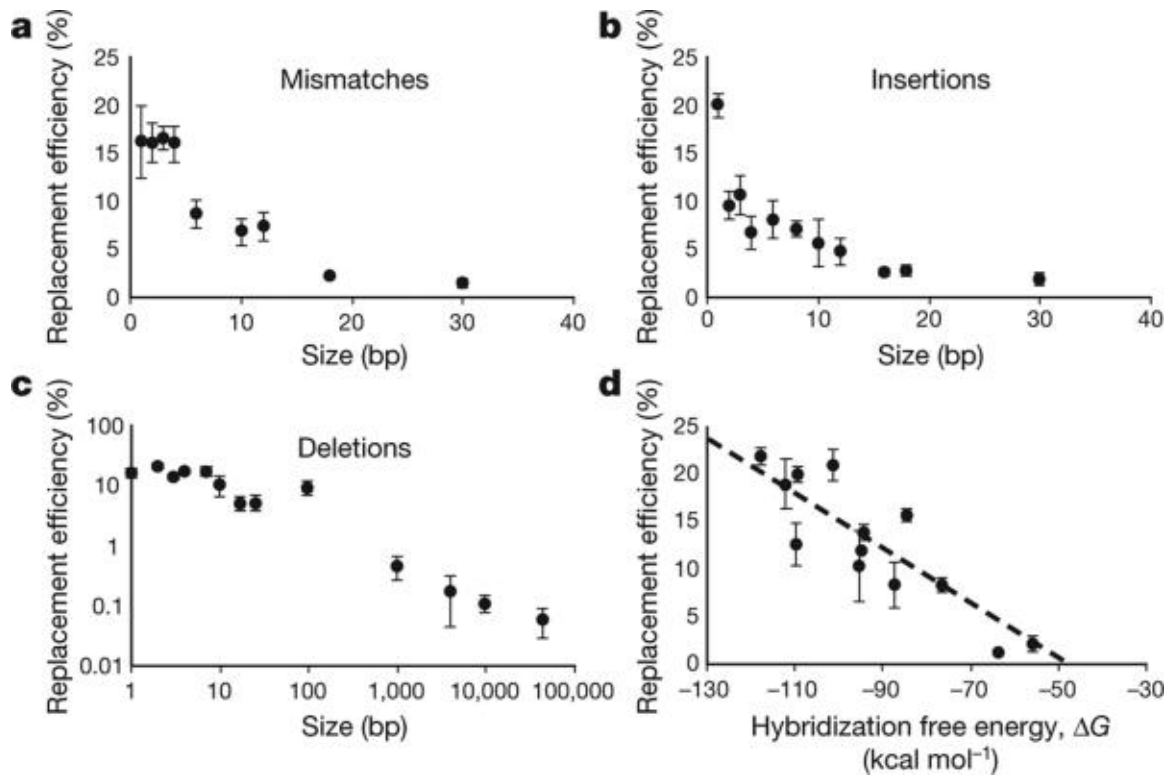 a
Replacement efficiency (%)
Mismatches
25
20
15
10
5
0
0 10 20 30 40
Size (bp)
b
Replacement efficiency (%)
Insertions
25
20
15
10
5
0
0 10 20 30 40
Size (bp)
c
Replacement efficiency (%)
Deletions
100
10
1
0.1
0.01
1 10 100 1,000 10,000 100,000
Size (bp)
d
Replacement efficiency (%)
25
20
15
10
5
0
–130 –110 –90 –70 –50 –30
Hybridization free energy, ΔG
(kcal mol⁻¹)